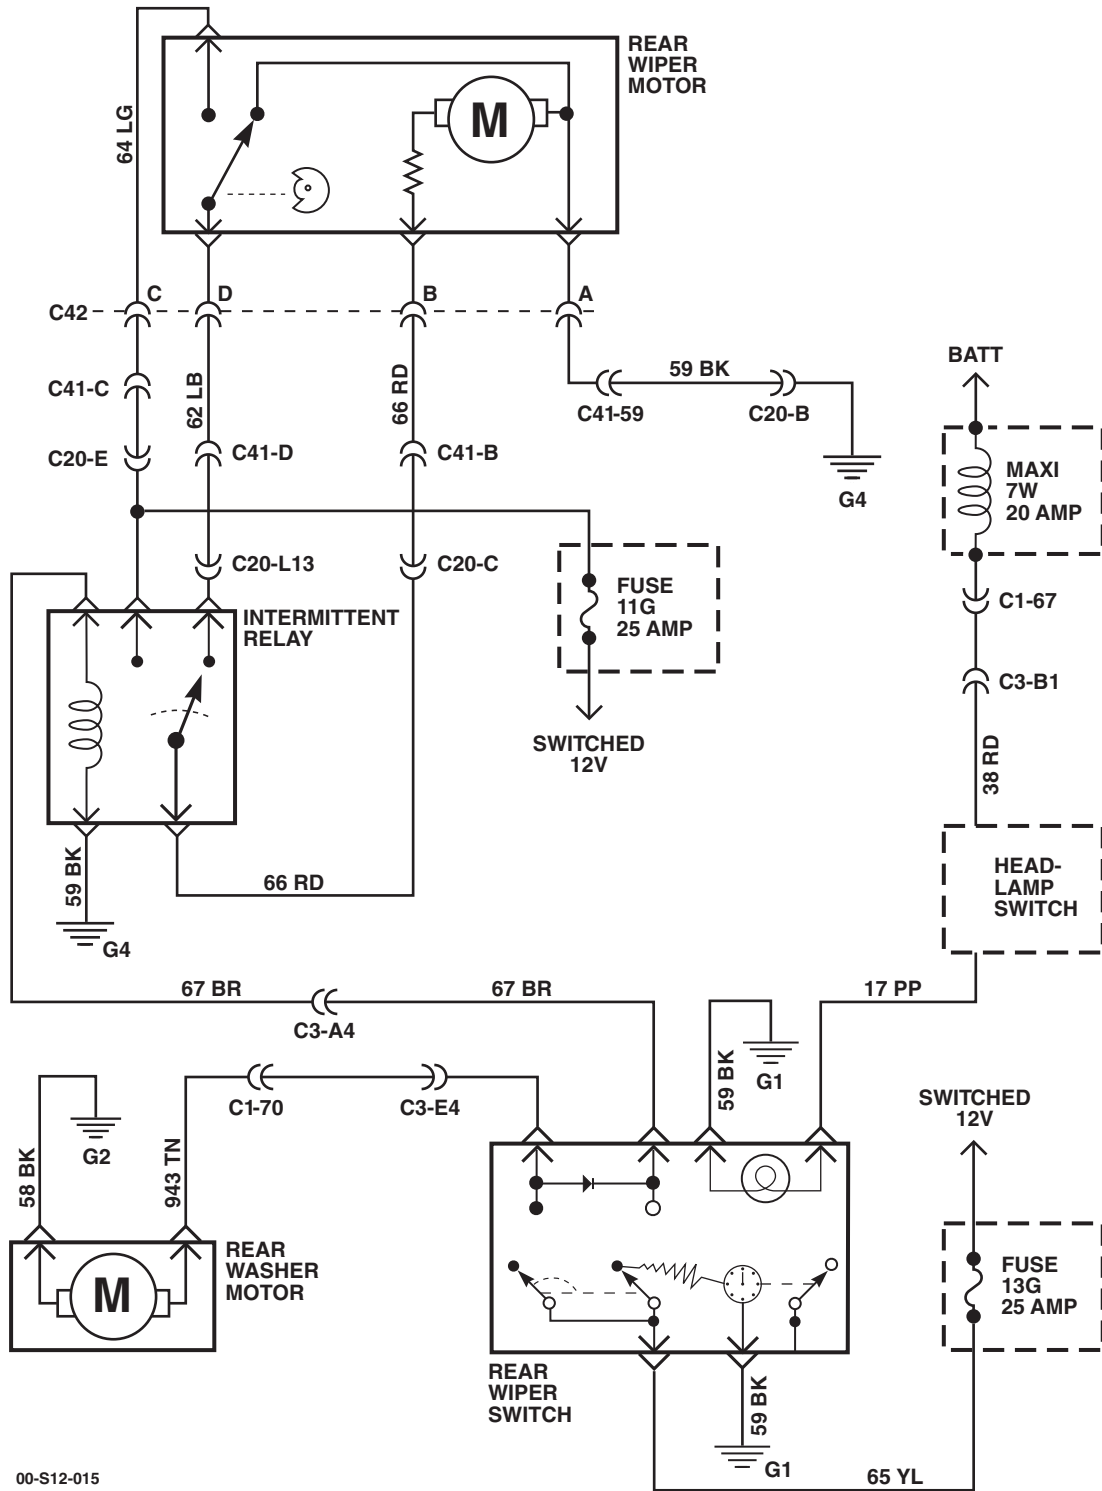 REAR
WIPER
MOTOR
M
64 LG
C42
C
D
B
A
C41-C
62 LB
66 RD
59 BK
C41-59
C20-B
G4
BATT
MAXI
7W
20 AMP
C20-E
C41-D
C41-B
C20-L13
C20-C
INTERMITTENT
RELAY
FUSE
11G
25 AMP
C1-67
C3-B1
SWITCHED
12V
38 RD
59 BK
66 RD
G4
HEAD-
LAMP
SWITCH
67 BR
C3-A4
67 BR
17 PP
59 BK
G1
C1-70
C3-E4
SWITCHED
12V
58 BK
G2
943 TN
REAR
WASHER
MOTOR
M
FUSE
13G
25 AMP
REAR
WIPER
SWITCH
59 BK
G1
65 YL
00-S12-015